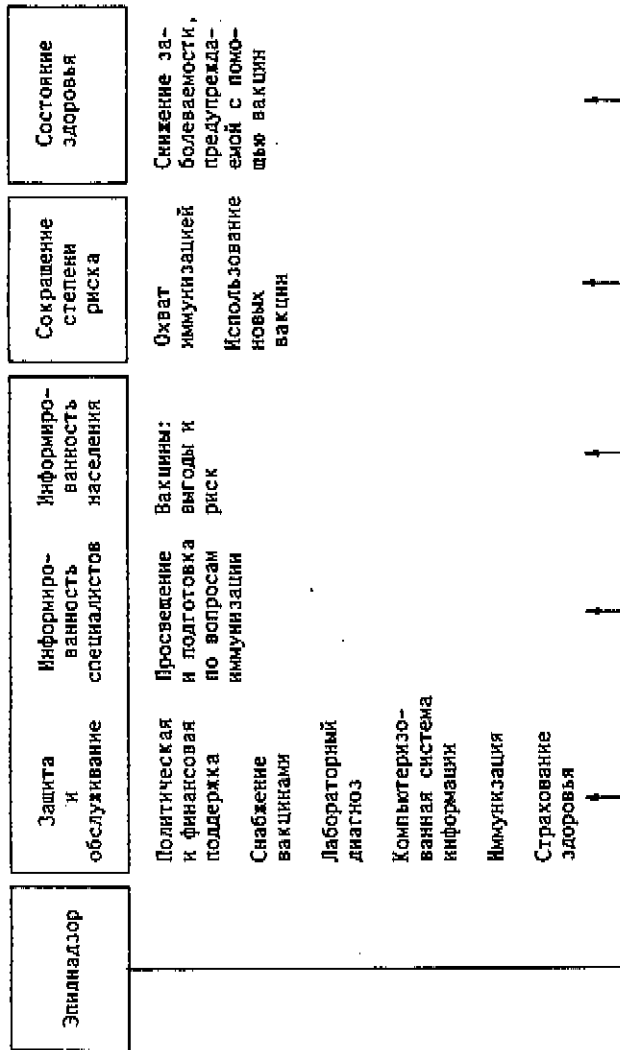 Эпиднадзор
Защита
и
обслуживание
Информиро-
ванность
специалистов
Информиро-
ванность
населения
Сокращение
степени
риска
Состояние
здоровья
Политическая
и финансовая
поддержка
Снабжение
вакцинами
Лабораторный
диагноз
Компьютеризо-
ванная система
информации
Иммунизация
Страхование
здоровья
Просвещение
и подготовка
по вопросам
иммунизации
Вакцины:
выгоды и
риск
Охват
иммунизацией
Использование
новых
вакцин
Снижение за-
болеваемости,
предупрежда-
емой с помо-
щью вакцин